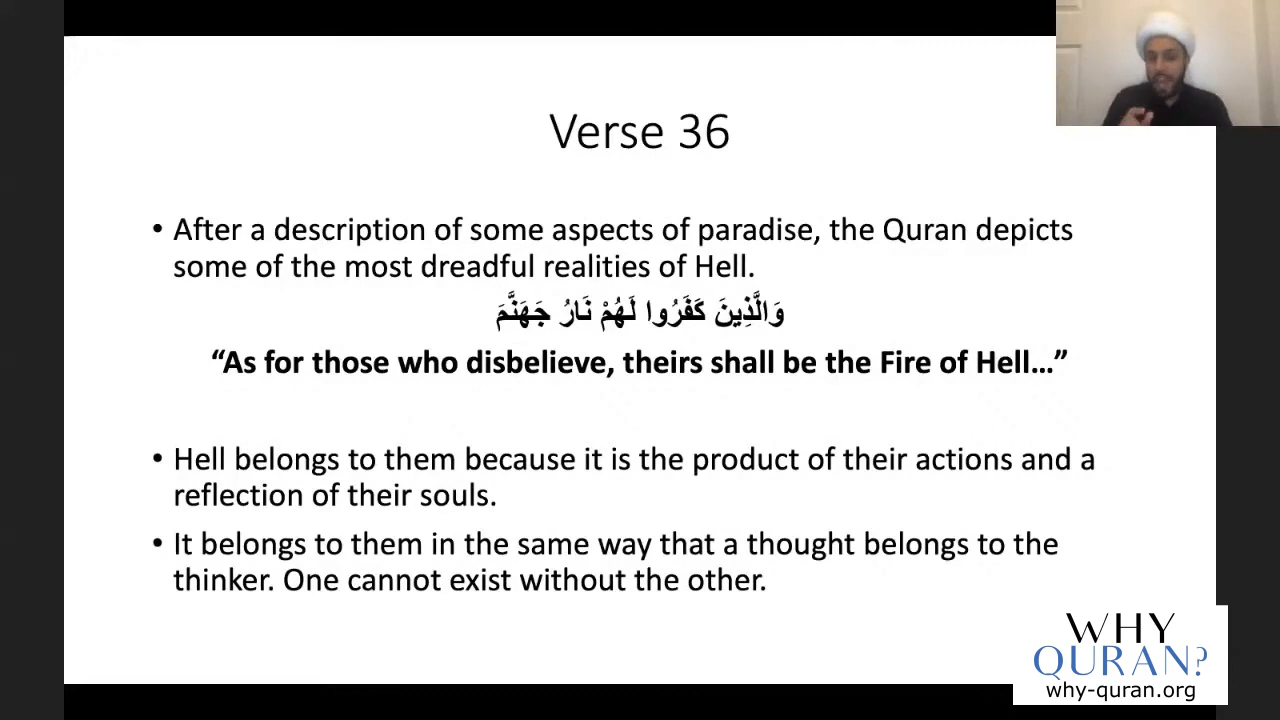 Verse 36
• After a description of some aspects of paradise, the Quran depicts
some of the most dreadful realities of Hell.
وَالَّذِينَ كَفَرُوا لَهُمْ نَارُ جَهَنَّمَ
“As for those who disbelieve, theirs shall be the Fire of Hell…”
• Hell belongs to them because it is the product of their actions and a
reflection of their souls.
• It belongs to them in the same way that a thought belongs to the
thinker. One cannot exist without the other.
WHY
QURAN?
why-quran.org